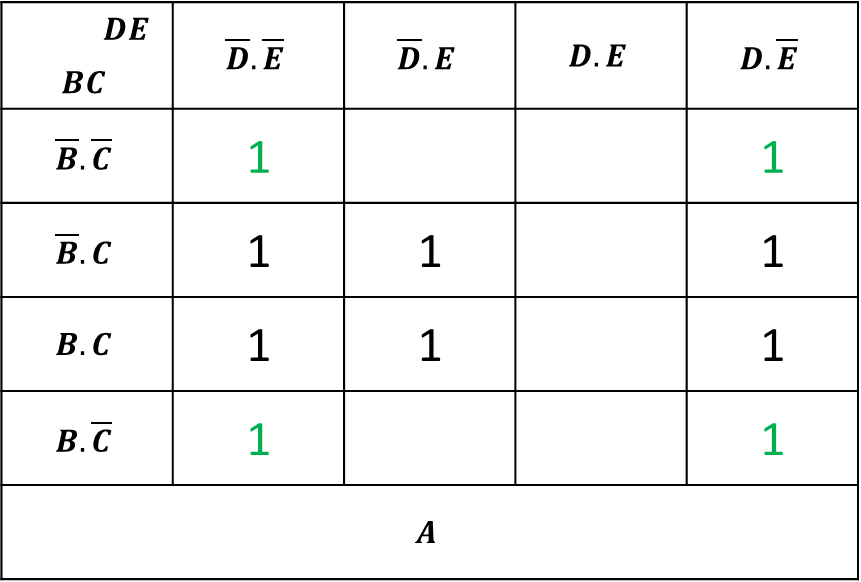 DE
BC
D̅.E̅ D̅.E D.E D.E̅
B̅.C̅ 1 1
B̅.C 1 1 1
B.C 1 1 1
B.C̅ 1 1
A